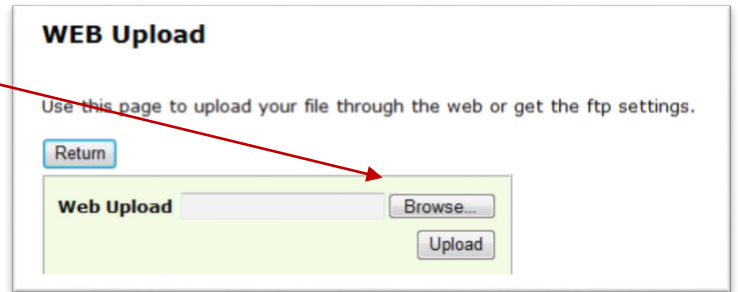 WEB Upload
Use this page to upload your file through the web or get the ftp settings.
Return
Web Upload Browse...
Upload